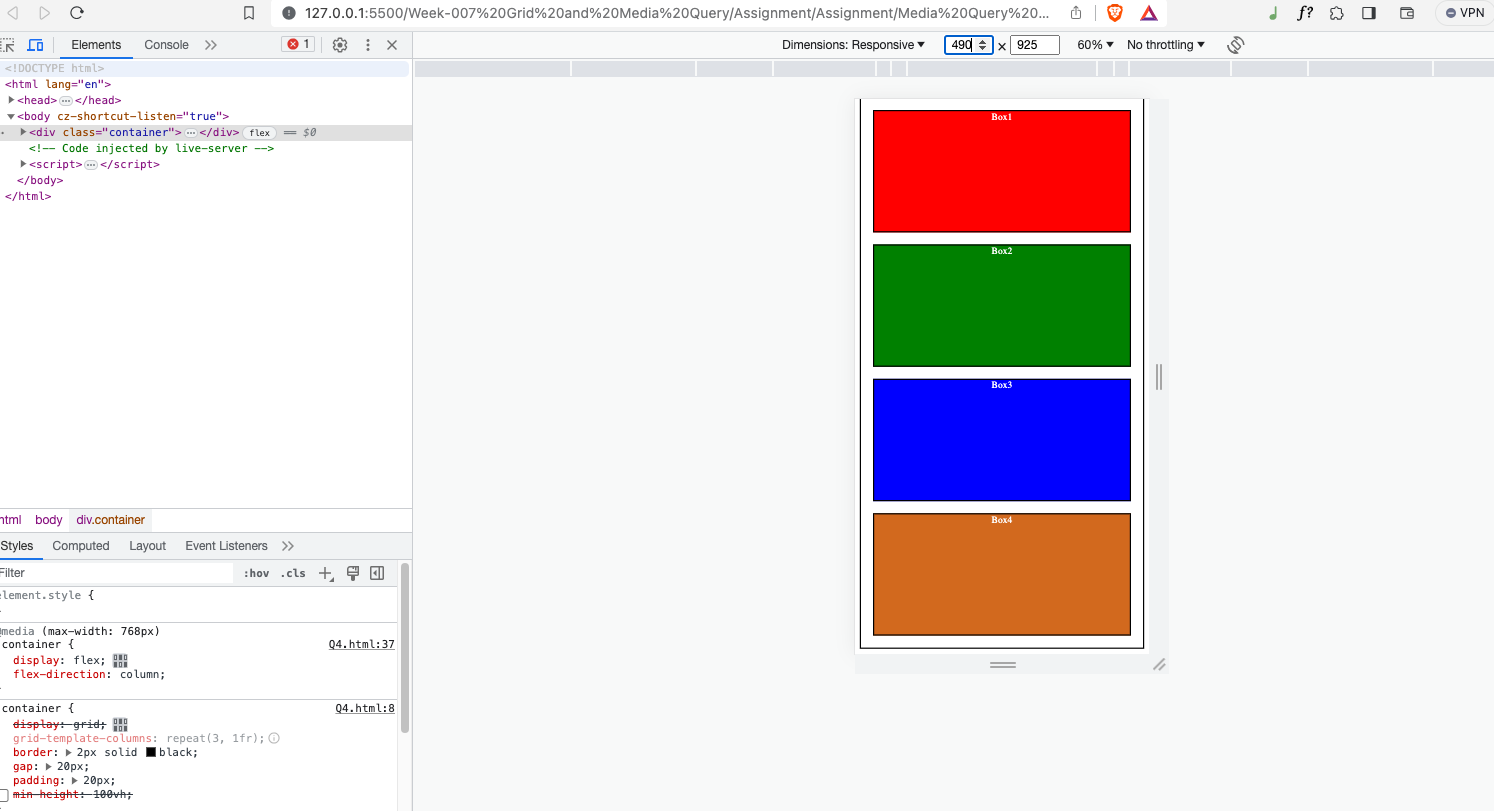 127.0.0.1:5500/Week-007%20Grid%20and%20Media%20Query/Assignment/Assignment/Media%20Query%20...
f?
VPN
Elements Console 1
Dimensions: Responsive 490 × 925 60% No throttling
<!DOCTYPE html>
<html lang="en">
<head> ... </head>
<body cz-shortcut-listen="true">
<div class="container"> ... </div> flex == $0
<!-- Code injected by live-server -->
<script> ... </script>
</body>
</html>
Box1
Box2
Box3
Box4
html body div.container
Styles Computed Layout Event Listeners
Filter :hov .cls
element.style {
@media (max-width: 768px)
container { Q4.html:37
display: flex;
flex-direction: column;
container { Q4.html:8
display: grid;
grid-template-columns: repeat(3, 1fr);
border: 2px solid black;
gap: 20px;
padding: 20px;
min-height: 100vh;